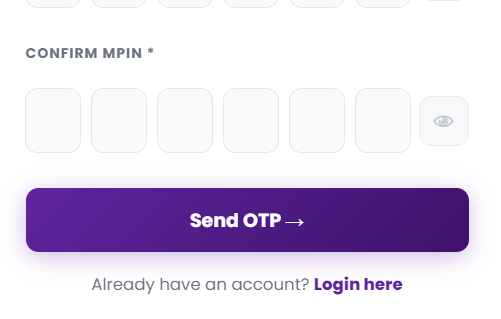 CONFIRM MPIN *
Send OTP →
Already have an account? Login here